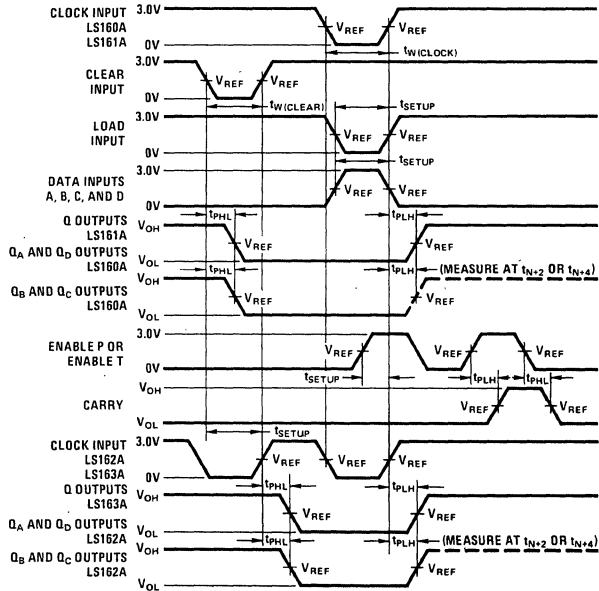 CLOCK INPUT
LS160A
LS161A
3.0V
0V
VREF
VREF
tW(CLOCK)
CLEAR
INPUT
3.0V
0V
VREF
VREF
tW(CLEAR)
tSETUP
LOAD
INPUT
3.0V
0V
VREF
VREF
tSETUP
DATA INPUTS
A, B, C, AND D
3.0V
0V
VREF
VREF
tPHL
tPLH
Q OUTPUTS
LS161A
QA AND QD OUTPUTS
LS160A
VOH
VOL
VREF
VREF
tPHL
tPLH
(MEASURE AT tN+2 OR tN+4)
QB AND QC OUTPUTS
LS160A
VOH
VOL
VREF
VREF
ENABLE P OR
ENABLE T
3.0V
0V
VREF
VREF
VREF
tSETUP
tPLH
tPHL
CARRY
VOH
VOL
VREF
VREF
tSETUP
CLOCK INPUT
LS162A
LS163A
3.0V
0V
VREF
VREF
VREF
tPHL
tPLH
Q OUTPUTS
LS163A
QA AND QD OUTPUTS
LS162A
VOH
VOL
VREF
VREF
tPHL
tPLH
(MEASURE AT tN+2 OR tN+4)
QB AND QC OUTPUTS
LS162A
VOH
VOL
VREF
VREF